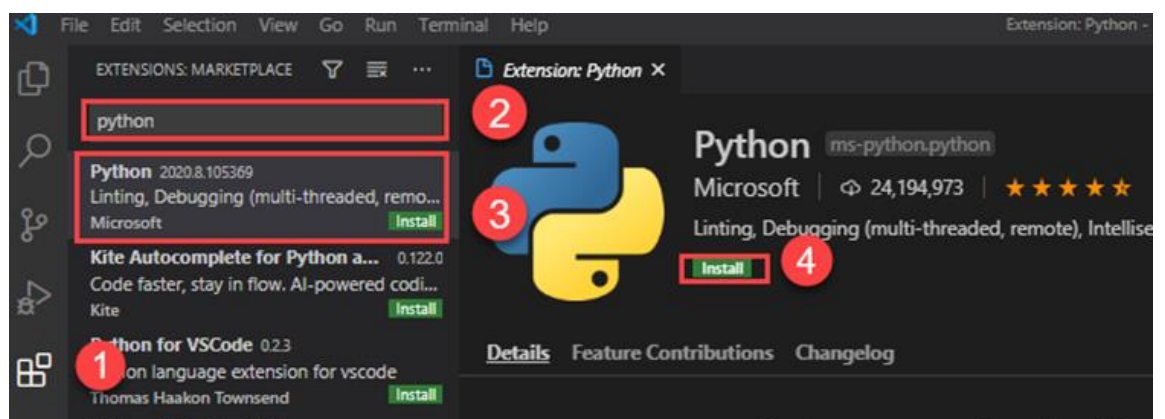 File Edit Selection View Go Run Terminal Help
Extension: Python -
EXTENSIONS: MARKETPLACE
python
Python 2020.8.105369
Linting, Debugging (multi-threaded, remo...
Microsoft Install
Kite Autocomplete for Python a... 0.122.0
Code faster, stay in flow. AI-powered codi...
Kite Install
for VSCode 0.2.3
language extension for vscode
Thomas Haakon Townsend Install
1
Extension: Python
2
3
Python ms-python.python
Microsoft 24,194,973
Linting, Debugging (multi-threaded, remote), Intellise
Install
4
Details Feature Contributions Changelog